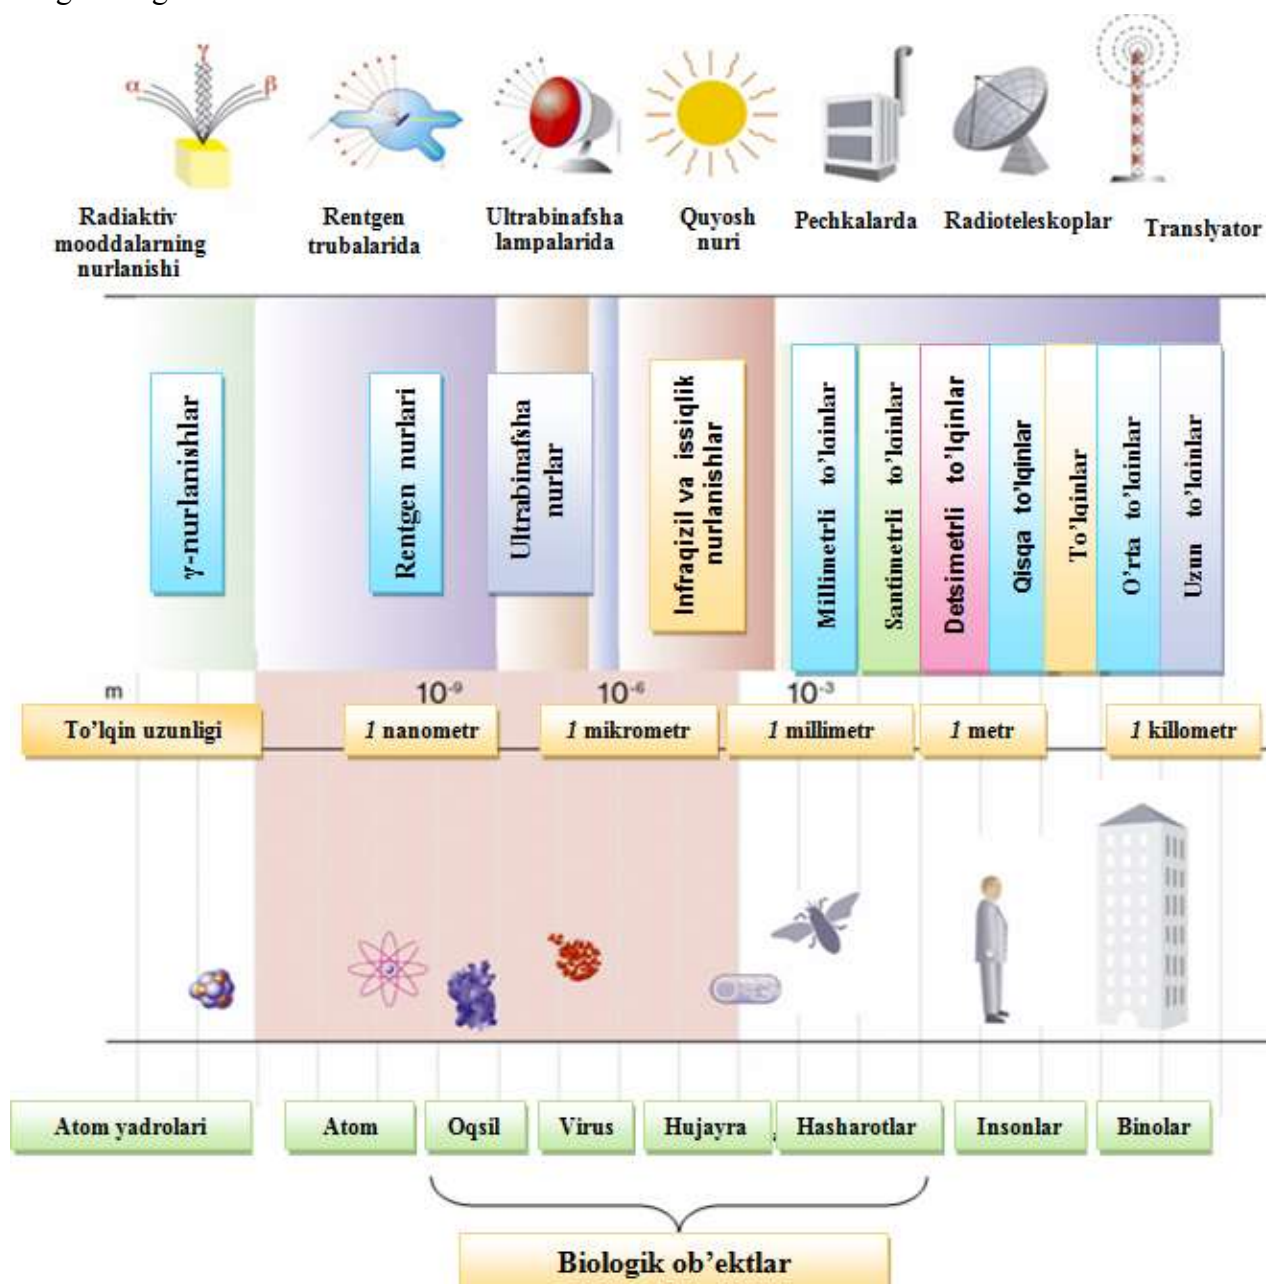 γ
α
β
Radiaktiv
mooddalarning
nurlanishi
Rentgen
trubalarida
Ultrabinafsha
lampalarida
Quyosh
nuri
Pechkalarda
Radioteleskoplar
Translyator
γ-nurlanishlar
Rentgen nurlari
Ultrabinafsha
nurlar
Infraqizil va issiqlik
nurlanishlar
Millimetrli to’lqinlar
Santimetrli to’lqinlar
Detsimetrli to’lqinlar
Qisqa to’lqinlar
To’lqinlar
O’rta to’lqinlar
Uzun to’lqinlar
m
10⁻⁹
10⁻⁶
10⁻³
To’lqin uzunligi
1 nanometr
1 mikrometr
1 millimetr
1 metr
1 killometr
Atom yadrolari
Atom
Oqsil
Virus
Hujayra
Hasharotlar
Insonlar
Binolar
Biologik ob’ektlar